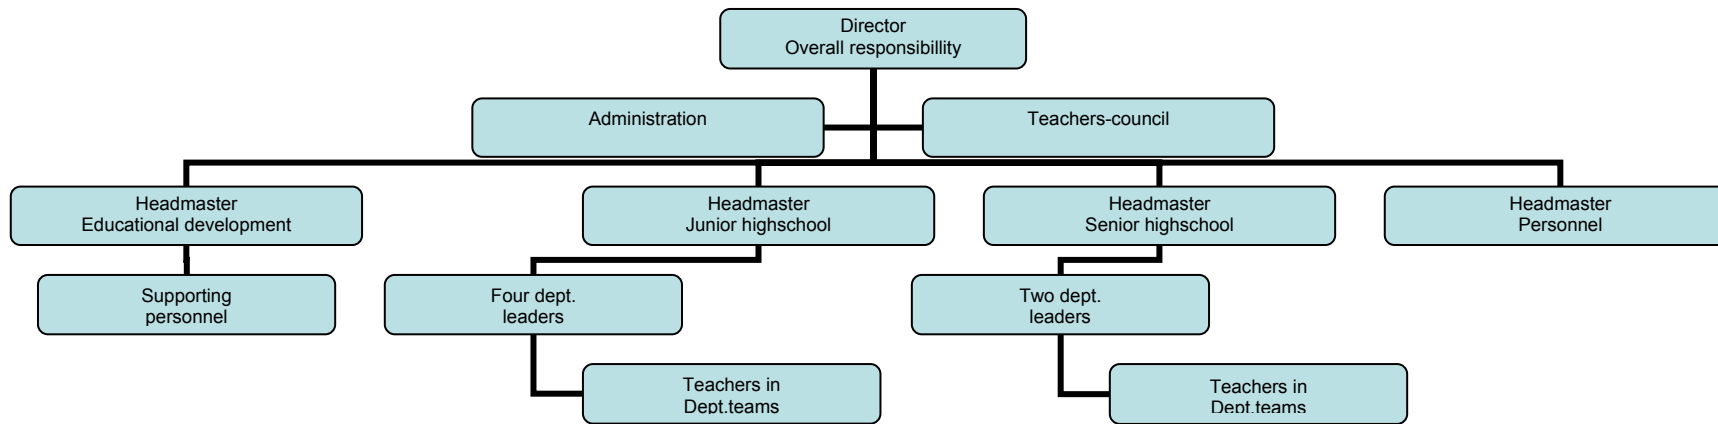 Director
Overall responsibillity
Administration
Teachers-council
Headmaster
Educational development
Headmaster
Junior highschool
Headmaster
Senior highschool
Headmaster
Personnel
Supporting
personnel
Four dept.
leaders
Two dept.
leaders
Teachers in
Dept.teams
Teachers in
Dept.teams